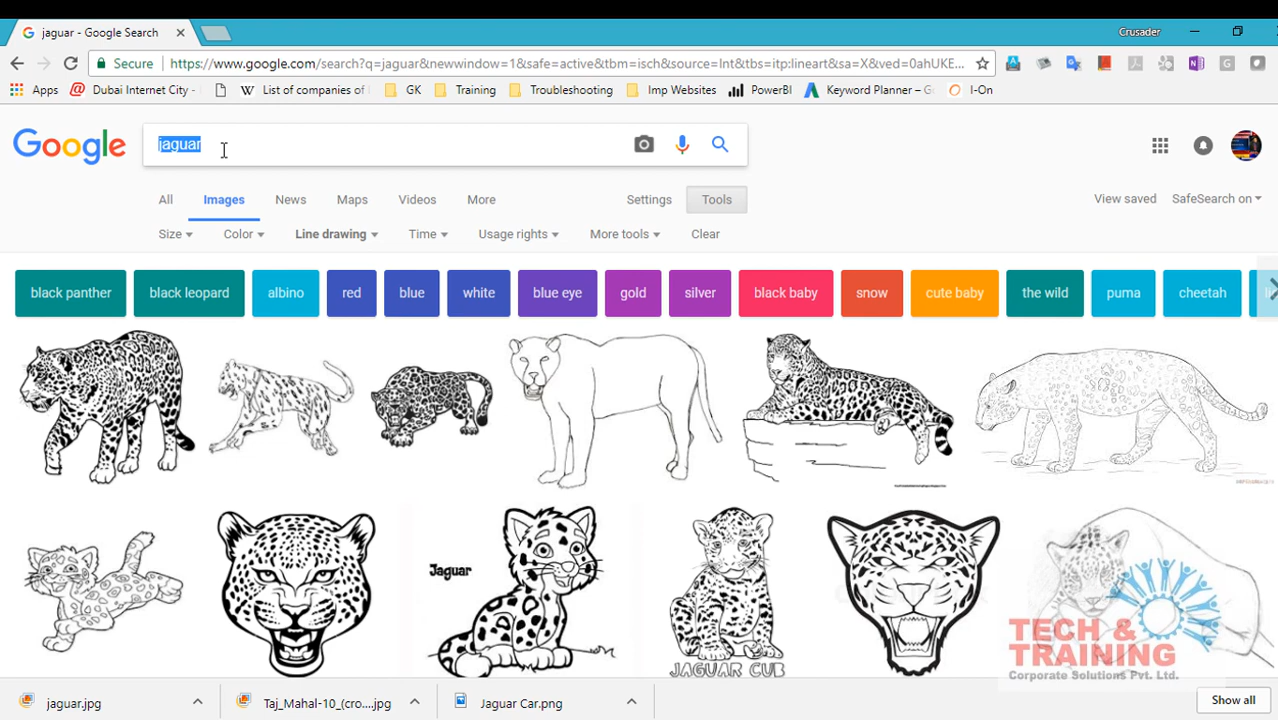 jaguar - Google Search
Crusader
Secure https://www.google.com/search?q=jaguar&newwindow=1&safe=active&tbm=isch&source=lnt&tbs=itp:lineart&sa=X&ved=0ahUKE...
Apps Dubai Internet City - List of companies of GK Training Troubleshooting Imp Websites PowerBI Keyword Planner – G I-On
Google jaguar
All Images News Maps Videos More Settings Tools View saved SafeSearch on
Size Color Line drawing Time Usage rights More tools Clear
black panther black leopard albino red blue white blue eye gold silver black baby snow cute baby the wild puma cheetah
Jaguar
JAGUAR CUB
TECH &
TRAINING
Corporate Solutions Pvt. Ltd.
jaguar.jpg Taj_Mahal-10_(cro....jpg Jaguar Car.png Show all